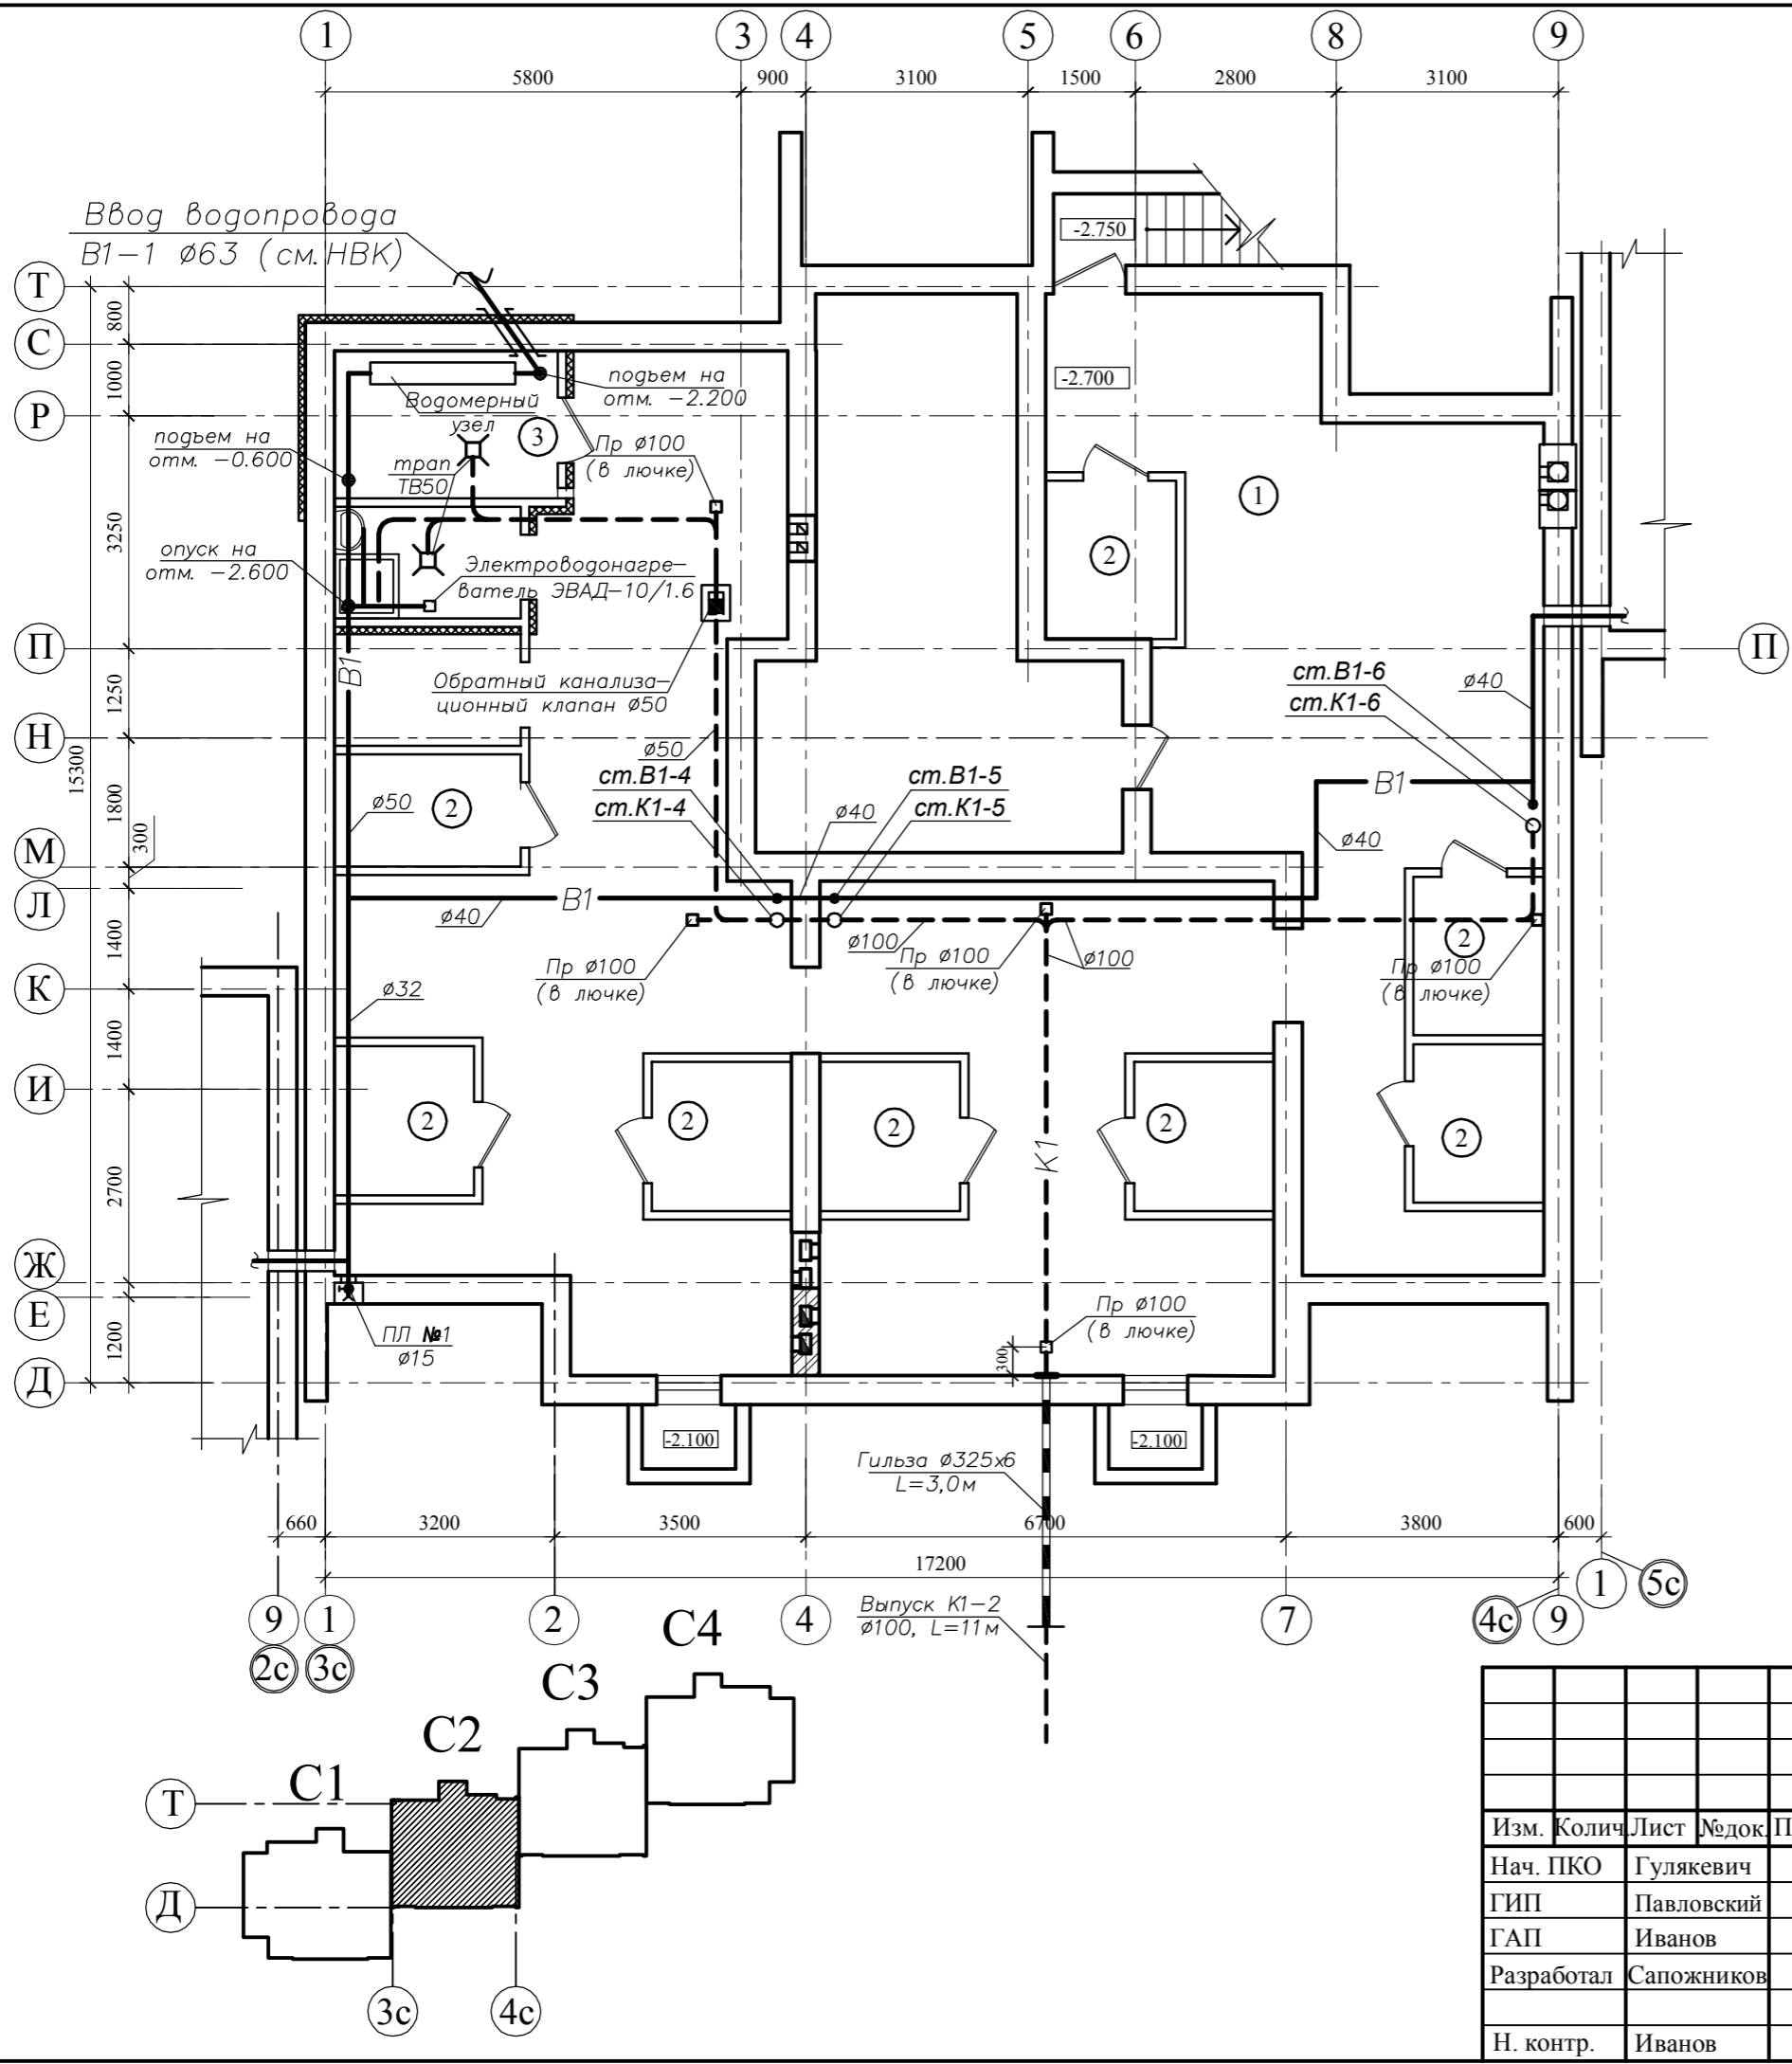 1 3 4 5 6 8 9
5800 900 3100 1500 2800 3100
Ввод водопровода
В1-1 ø63 (см.НВК)
-2.750
Т
800
С
1000
подъем на
отм. -2.200
-2.700
Р
Водомерный
узел
3
подъем на
отм. -0.600
трап
ТВ50
Пр ø100
(в лючке)
1
3250
2
опуск на
отм. -2.600
Электроводонагре-
ватель ЭВАД-10/1.6
П
П
В1
1250
Обратный канализа-
ционный клапан ø50
ст.В1-6
ст.К1-6
ø40
Н
15300
ø50
ст.В1-4
ст.К1-4
ст.В1-5
ст.К1-5
В1
1800
ø50
2
ø40
ø40
М
300
Л
ø40
В1
1400
ø100
Пр ø100
(в лючке)
Пр ø100
(в лючке)
ø100
2
Пр ø100
(в лючке)
К
ø32
1400
И
2 2 2 2 2
К1
2700
Ж
Е
ПЛ №1
ø15
Пр ø100
(в лючке)
1200
300
Д
-2.100
-2.100
Гильза ø325х6
L=3,0м
660 3200 3500 6700 3800 600
17200
9 1 2 4 7 9 1
2с 3с 4с 5с
Выпуск К1-2
ø100, L=11м
С4
С3
С2
С1
Т
Д
3с 4с
Изм. Колич. Лист №док. П
Нач. ПКО Гулякевич
ГИП Павловский
ГАП Иванов
Разработал Сапожников
Н. контр. Иванов